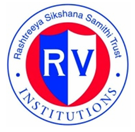 Rashtreeya Sikshana Samithi Trust
RV
• INSTITUTIONS •